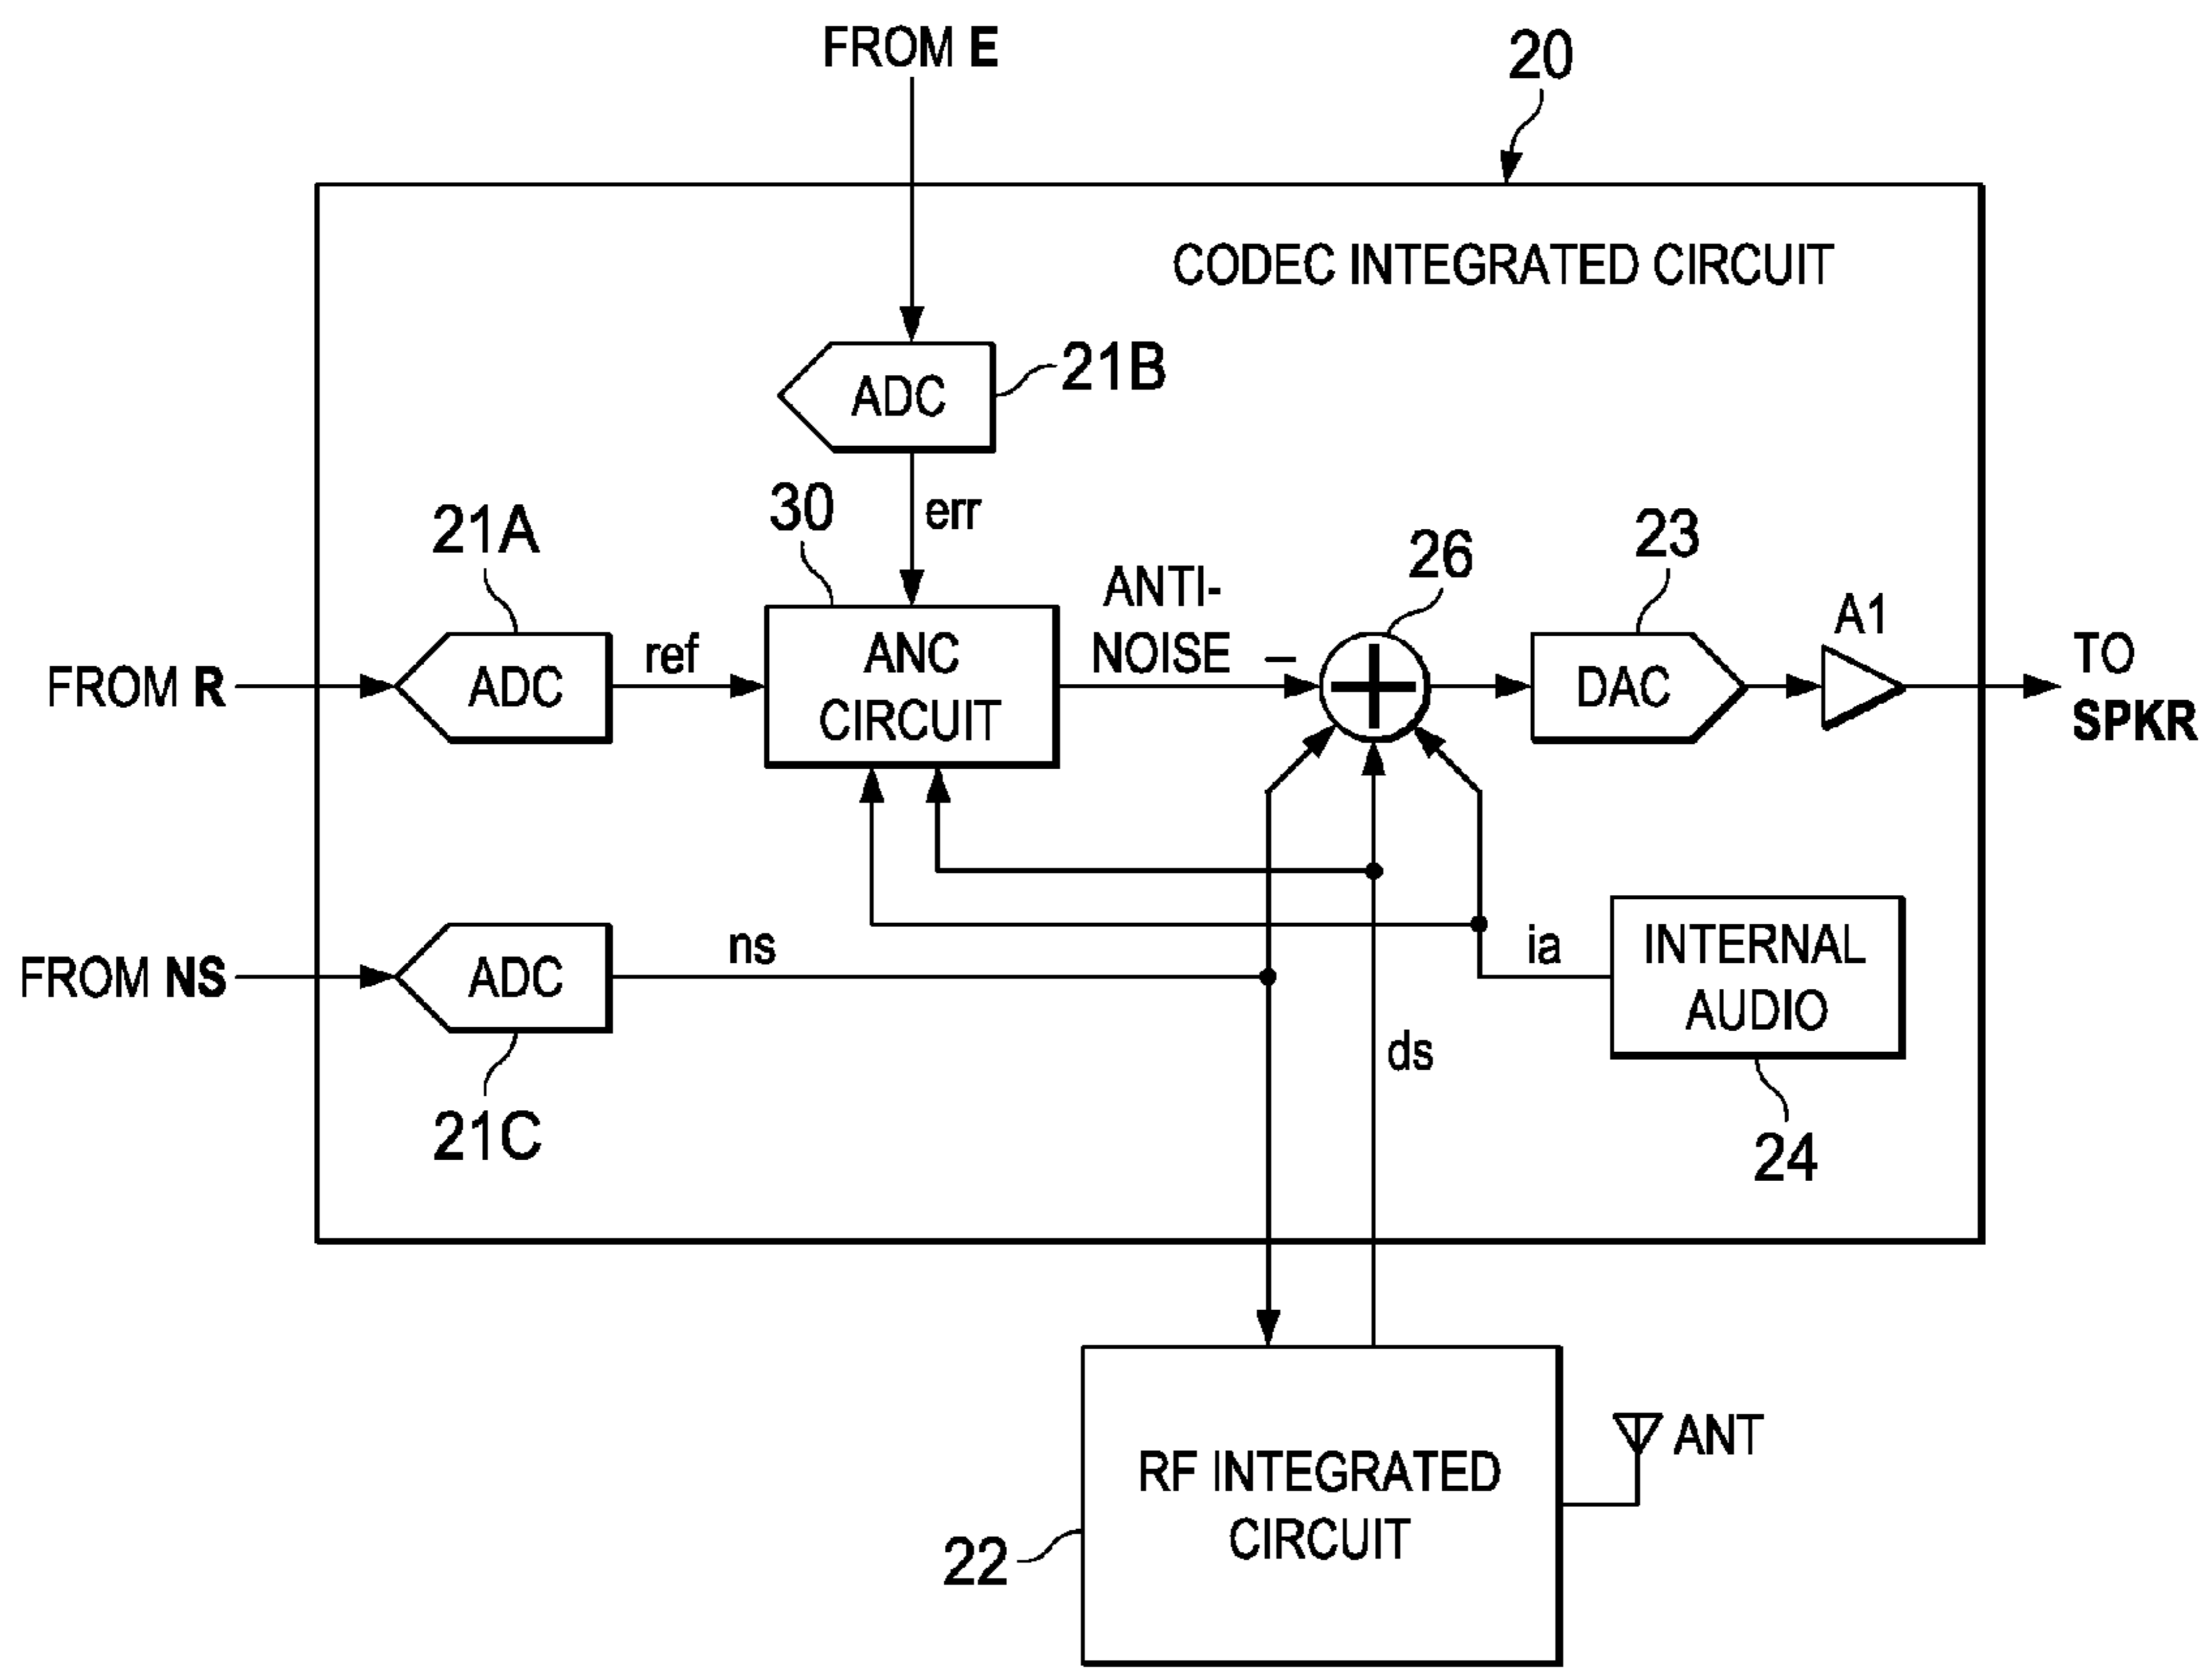 FROM E
20
CODEC INTEGRATED CIRCUIT
ADC
21B
err
30
21A
ANTI-
NOISE
26
23
A1
FROM R
ADC
ref
ANC
CIRCUIT
–
+
DAC
TO
SPKR
FROM NS
ADC
ns
ia
INTERNAL
AUDIO
ds
21C
24
RF INTEGRATED
CIRCUIT
ANT
22